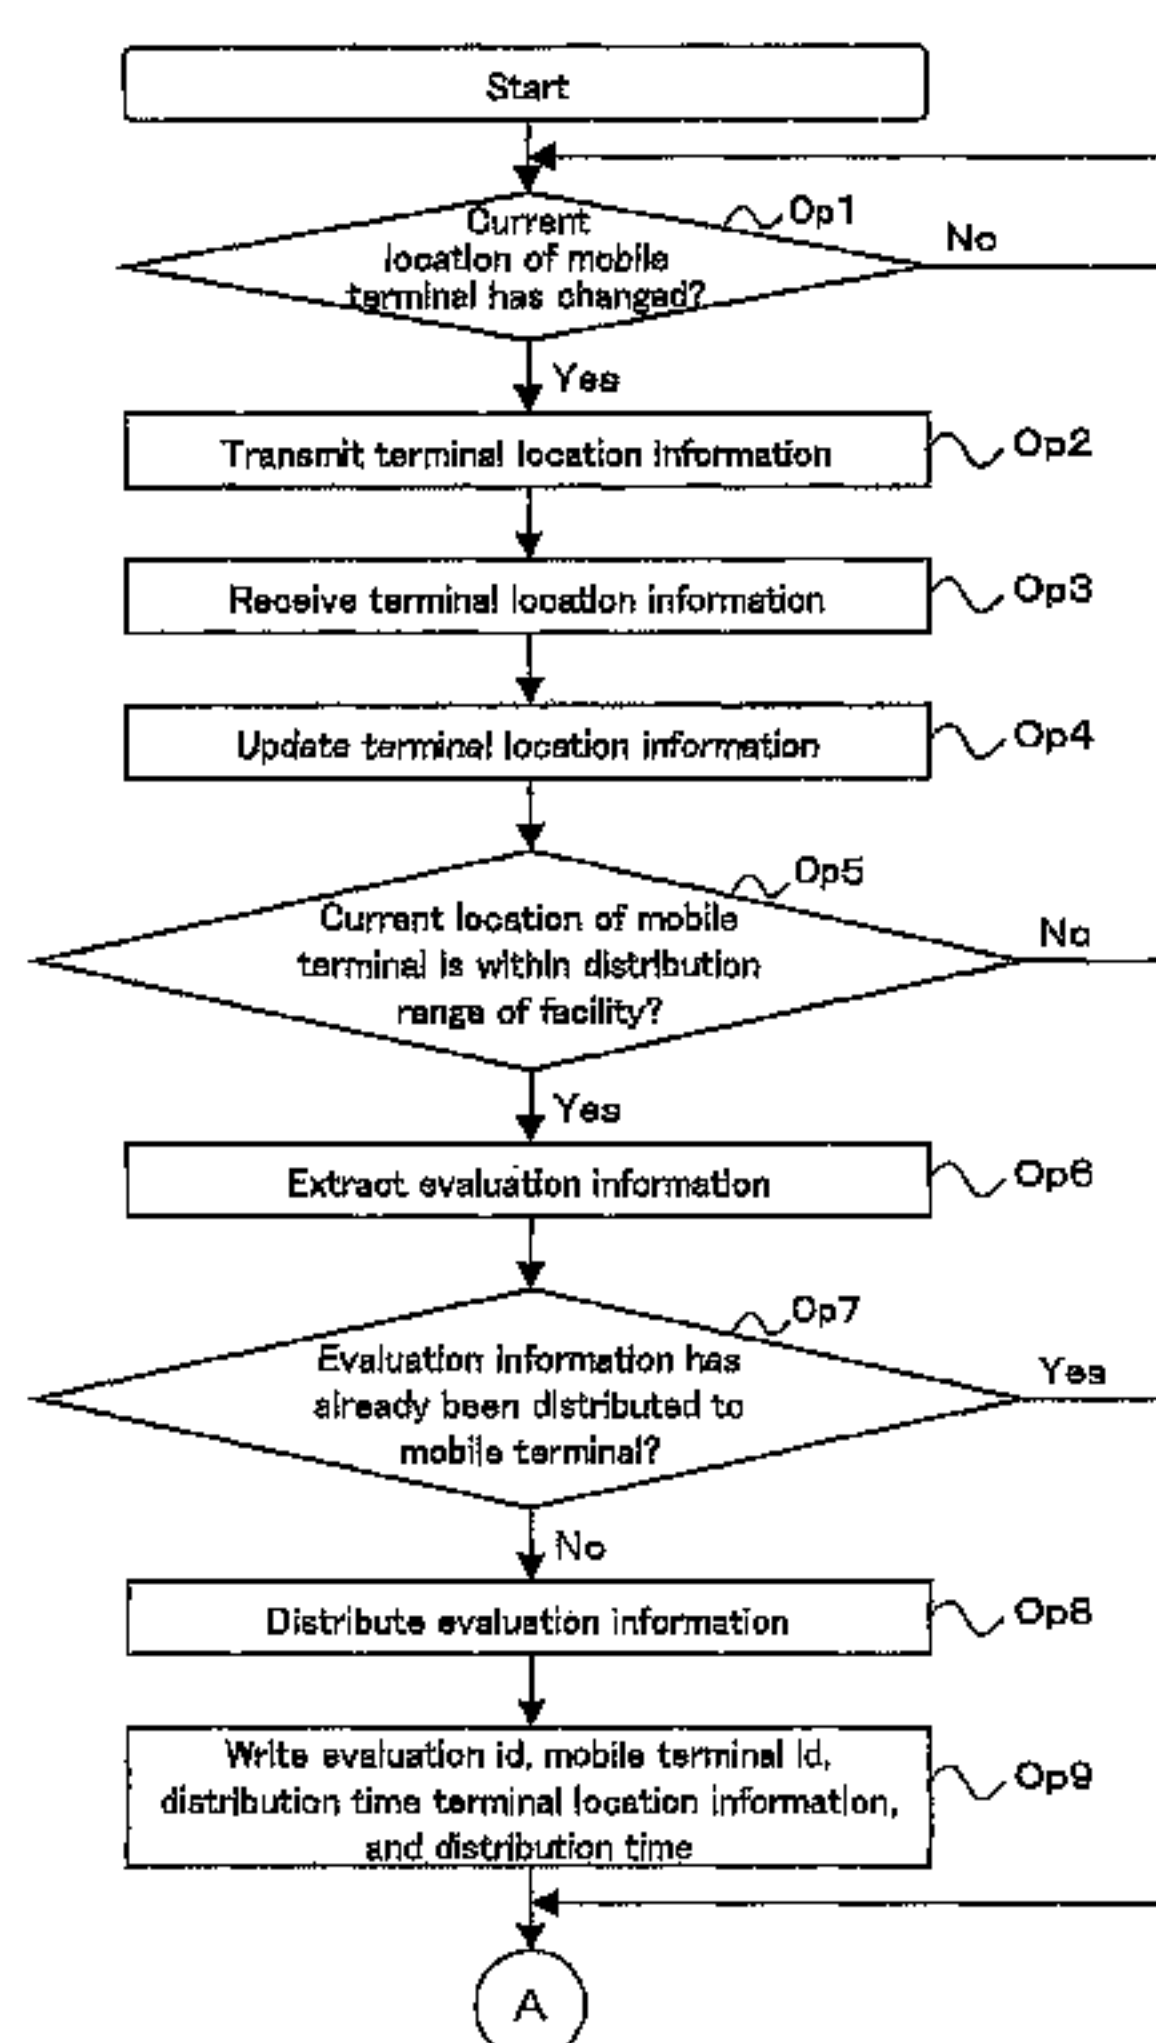 Start
Op1
Current
location of mobile
terminal has changed?
No
Yes
Transmit terminal location information
Op2
Receive terminal location information
Op3
Update terminal location information
Op4
Op5
Current location of mobile
terminal is within distribution
range of facility?
No
Yes
Extract evaluation information
Op6
Op7
Evaluation information has
already been distributed to
mobile terminal?
Yes
No
Distribute evaluation information
Op8
Write evaluation id, mobile terminal id,
distribution time terminal location information,
and distribution time
Op9
A